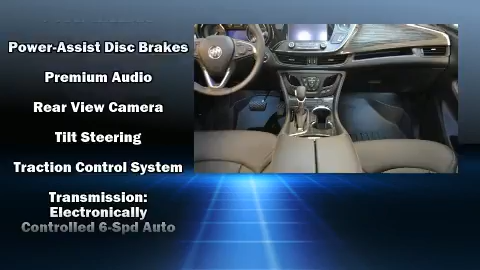 Power-Assist Disc Brakes
Premium Audio
Rear View Camera
Tilt Steering
Traction Control System
Transmission:
Electronically
Controlled 6-Spd Auto